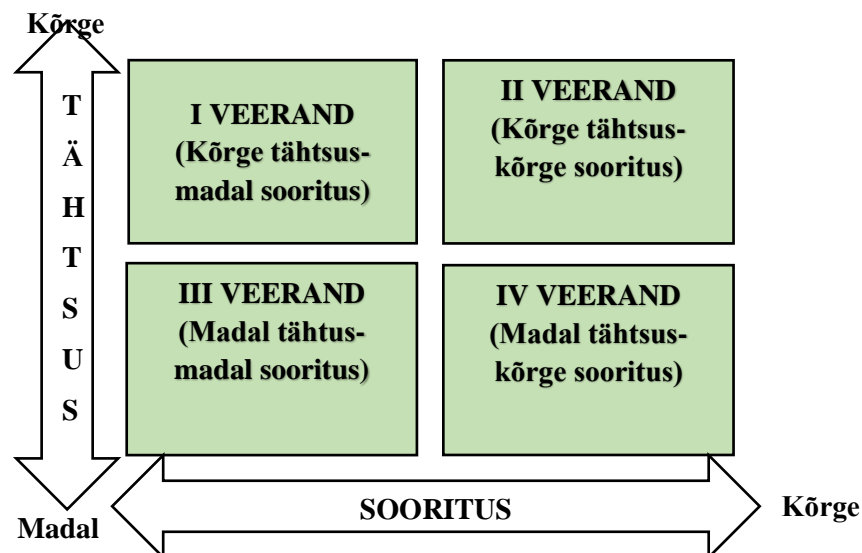 Kõrge
T
Ä
H
T
S
U
S
I VEERAND
(Kõrge tähtsus-
madal sooritus)
II VEERAND
(Kõrge tähtsus-
kõrge sooritus)
III VEERAND
(Madal tähtus-
madal sooritus)
IV VEERAND
(Madal tähtsus-
kõrge sooritus)
Madal
SOORITUS
Kõrge